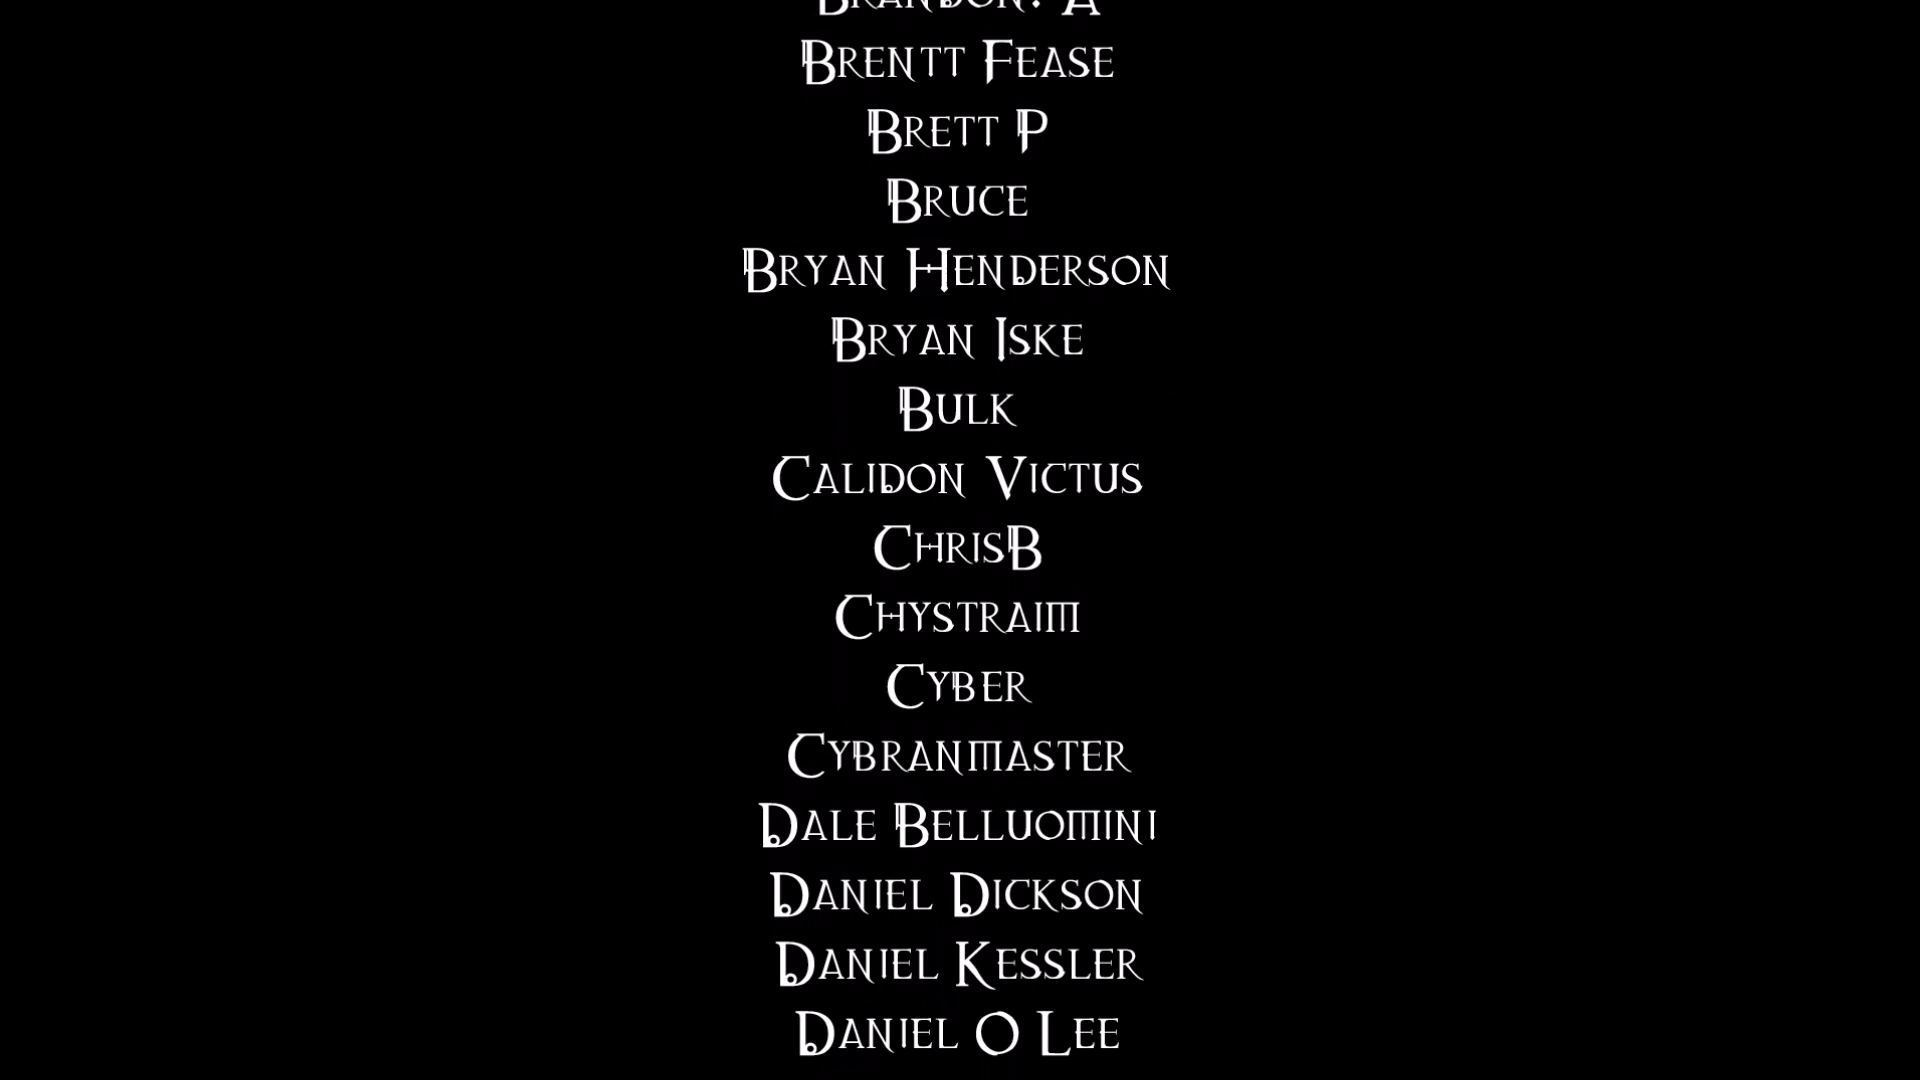 Brandon. A
Brentt Fease
Brett P
Bruce
Bryan Henderson
Bryan Iske
Bulk
Calidon Victus
ChrisB
Chystraim
Cyber
Cybranmaster
Dale Belluomini
Daniel Dickson
Daniel Kessler
Daniel O Lee